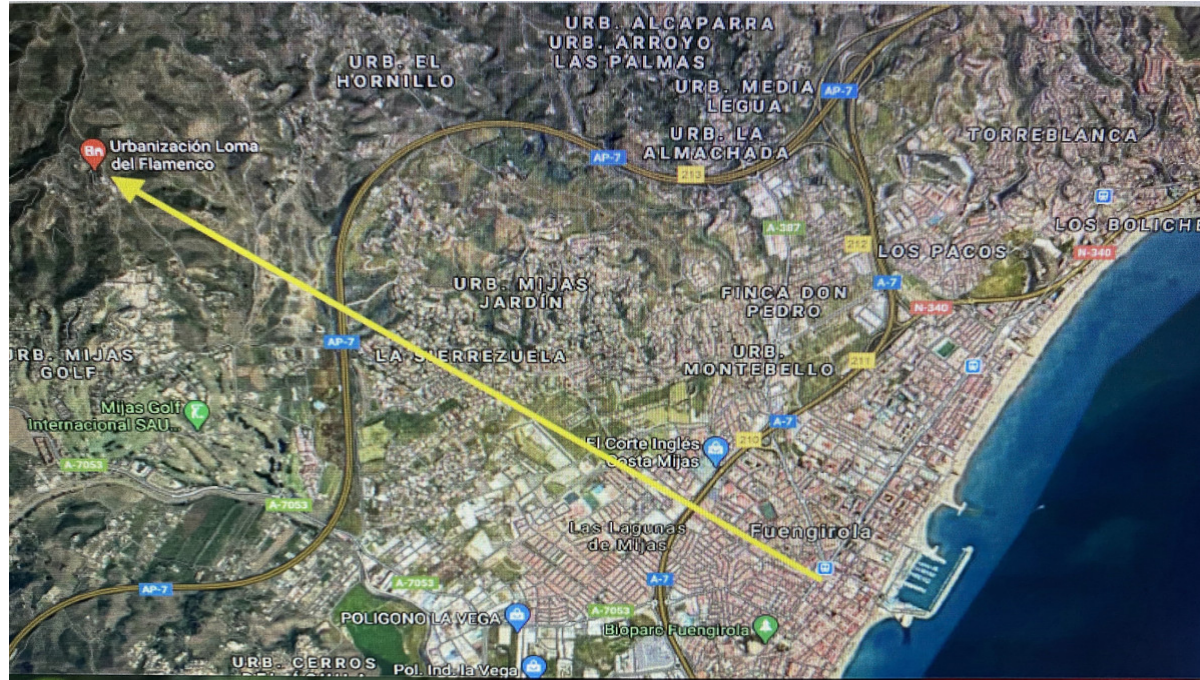 URB. ALCAPARRA
URB. ARROYO
LAS PALMAS
URB. EL
HORNILLO
URB. MEDIA
LEGUA
AP-7
URB. LA
ALMACHADA
TORREBLANCA
Urbanización Loma
del Flamenco
AP-7
213
A-387
LOS BOLICHE
212
LOS PACOS
N-340
A-7
URB. MIJAS
JARDÍN
FINCA DON
PEDRO
N-340
AP-7
LA SIERREZUELA
URB. MIJAS
GOLF
URB.
MONTEBELLO
211
Mijas Golf
Internacional SAU...
A-7
210
El Corte Inglés
Costa Mijas
A-7053
A-7053
Las Lagunas
de Mijas
Fuengirola
AP-7
A-7053
A-7
POLIGONO LA VEGA
A-7053
Bioparc Fuengirola
URB. CERROS
Pol. Ind. la Vega